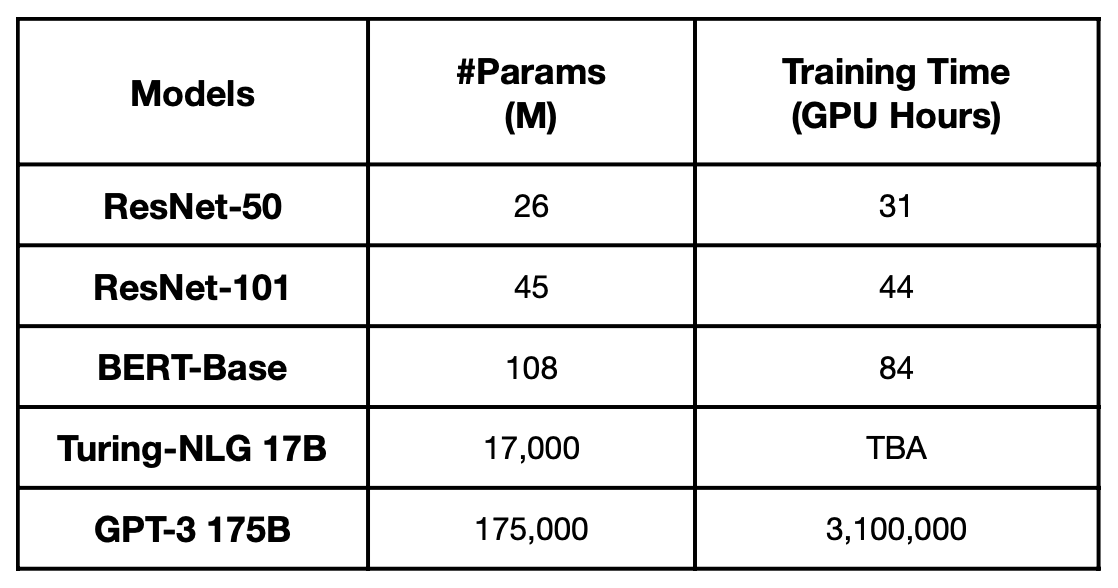 Models
#Params
(M)
Training Time
(GPU Hours)
ResNet-50
26
31
ResNet-101
45
44
BERT-Base
108
84
Turing-NLG 17B
17,000
TBA
GPT-3 175B
175,000
3,100,000